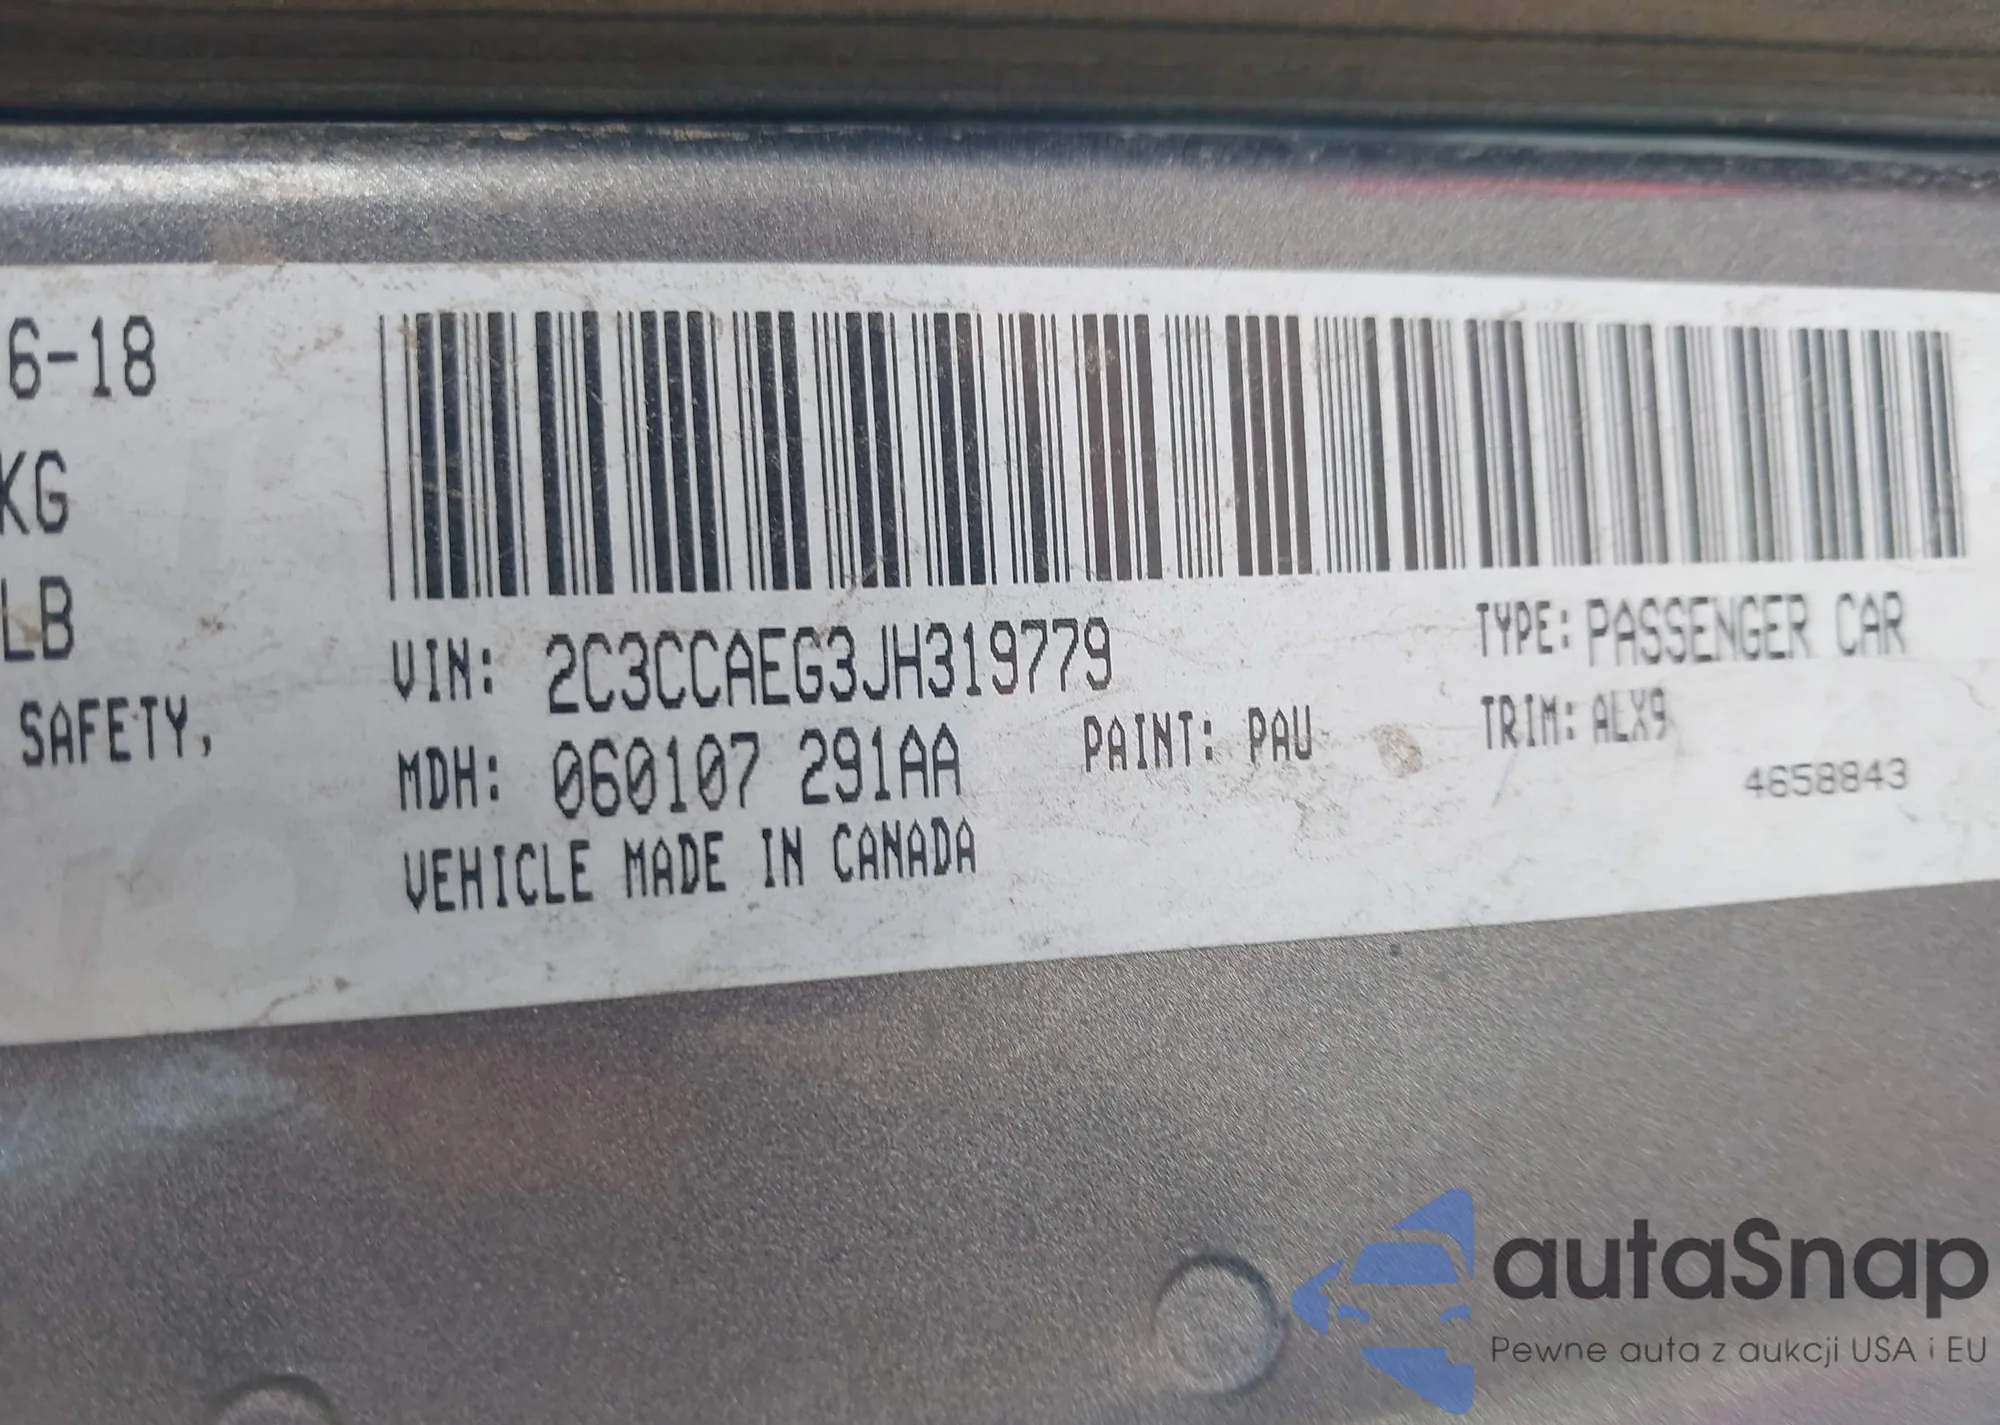 6-18
KG
LB
SAFETY,
VIN: 2C3CCAEG3JH319779
TYPE: PASSENGER CAR
MDH: 060107 291AA
PAINT: PAU
TRIM: ALX9
4658843
VEHICLE MADE IN CANADA
autaSnap
Pewne auta z aukcji USA i EU